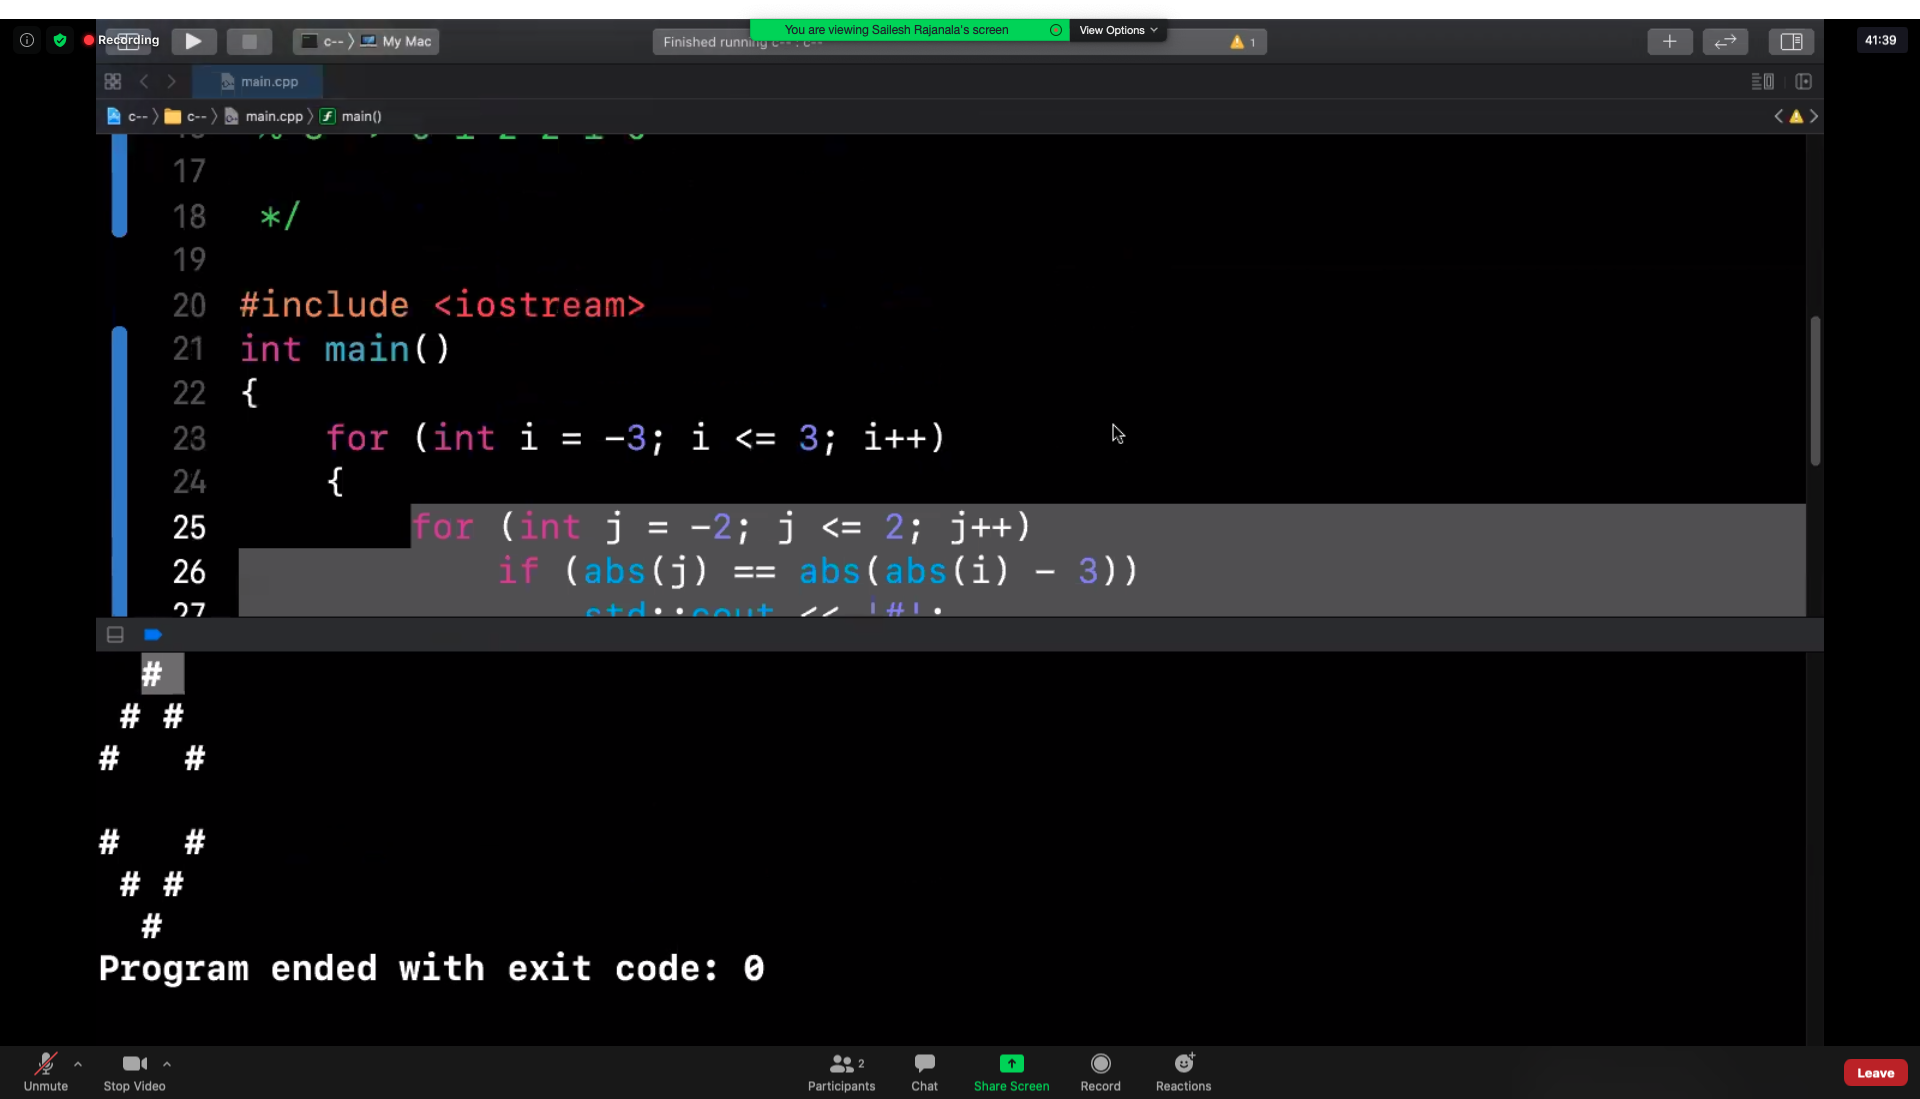 You are viewing Sailesh Rajanala's screen
View Options
Recording
c-- 〉 My Mac
Finished running c-- : c--
1
41:39
main.cpp
c-- 〉 c-- 〉 main.cpp 〉 main()
17
18 */
19
20 #include <iostream>
21 int main()
22 {
23 for (int i = -3; i <= 3; i++)
24 {
25 for (int j = -2; j <= 2; j++)
26 if (abs(j) == abs(abs(i) - 3))
27 std::cout << '#';
#
# #
# #
# #
# #
#
Program ended with exit code: 0
Unmute
Stop Video
Participants 2
Chat
Share Screen
Record
Reactions
Leave